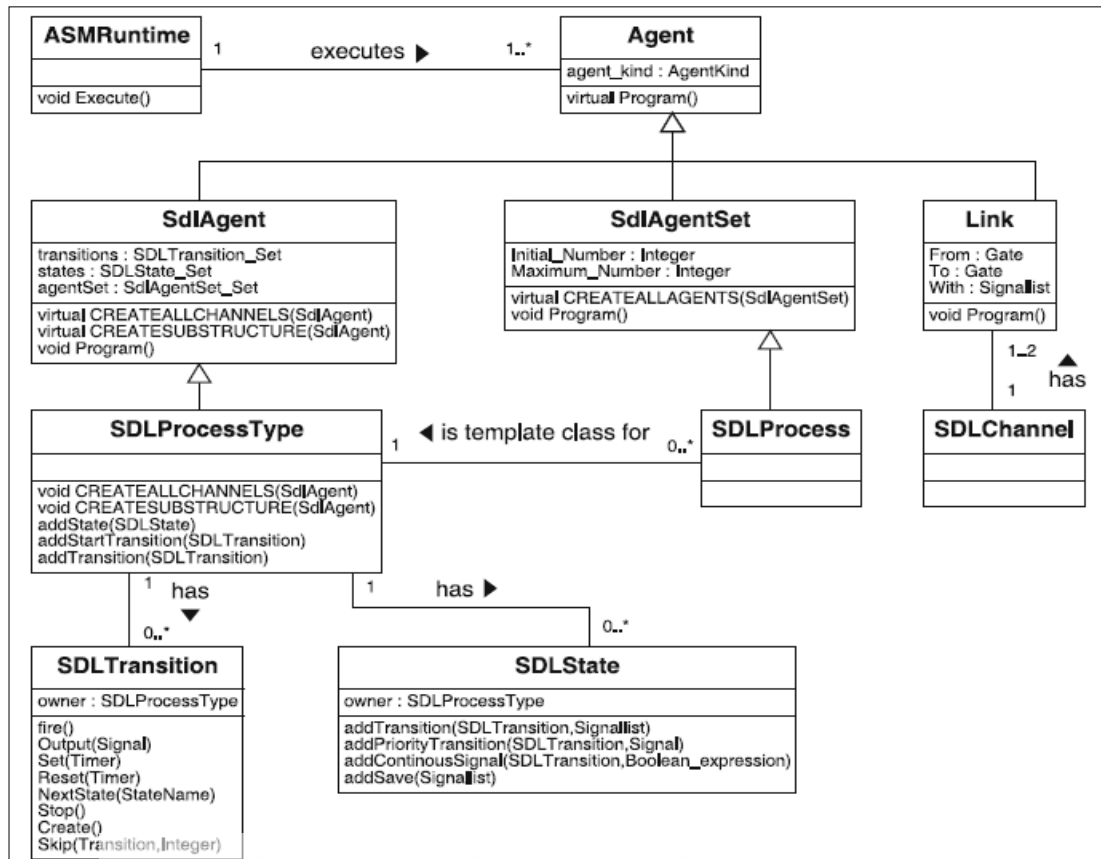 ASMRuntime
void Execute()
1
executes ▶
1..*
Agent
agent_kind : AgentKind
virtual Program()
SdlAgent
transitions : SDLTransition_Set
states : SDLState_Set
agentSet : SdlAgentSet_Set
virtual CREATEALLCHANNELS(SdlAgent)
virtual CREATESUBSTRUCTURE(SdlAgent)
void Program()
SdlAgentSet
Initial_Number : Integer
Maximum_Number : Integer
virtual CREATEALLAGENTS(SdlAgentSet)
void Program()
Link
From : Gate
To : Gate
With : Signallist
void Program()
1..2
▲
has
1
SDLProcessType
void CREATEALLCHANNELS(SdlAgent)
void CREATESUBSTRUCTURE(SdlAgent)
addState(SDLState)
addStartTransition(SDLTransition)
addTransition(SDLTransition)
1
◀ is template class for
0..*
SDLProcess
SDLChannel
1
has
▼
0..*
1
has ▶
0..*
SDLTransition
owner : SDLProcessType
fire()
Output(Signal)
Set(Timer)
Reset(Timer)
NextState(StateName)
Stop()
Create()
Skip(Transition,Integer)
SDLState
owner : SDLProcessType
addTransition(SDLTransition,Signallist)
addPriorityTransition(SDLTransition,Signal)
addContinousSignal(SDLTransition,Boolean_expression)
addSave(Signallist)